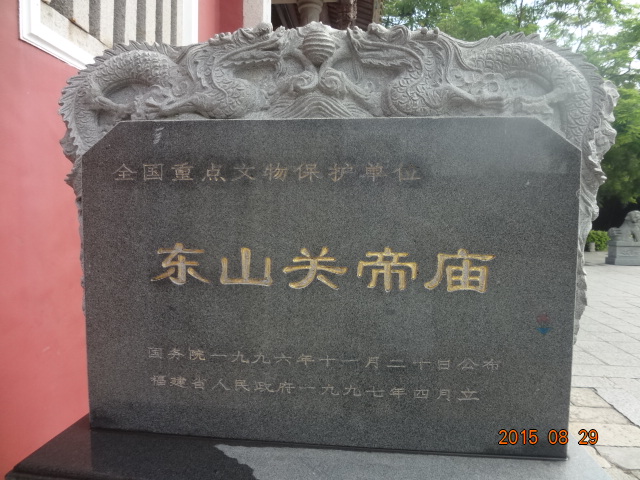 全国重点文物保护单位
东山关帝庙
国务院一九九六年十一月二十日公布
福建省人民政府一九九七年四月立
2015 08 29